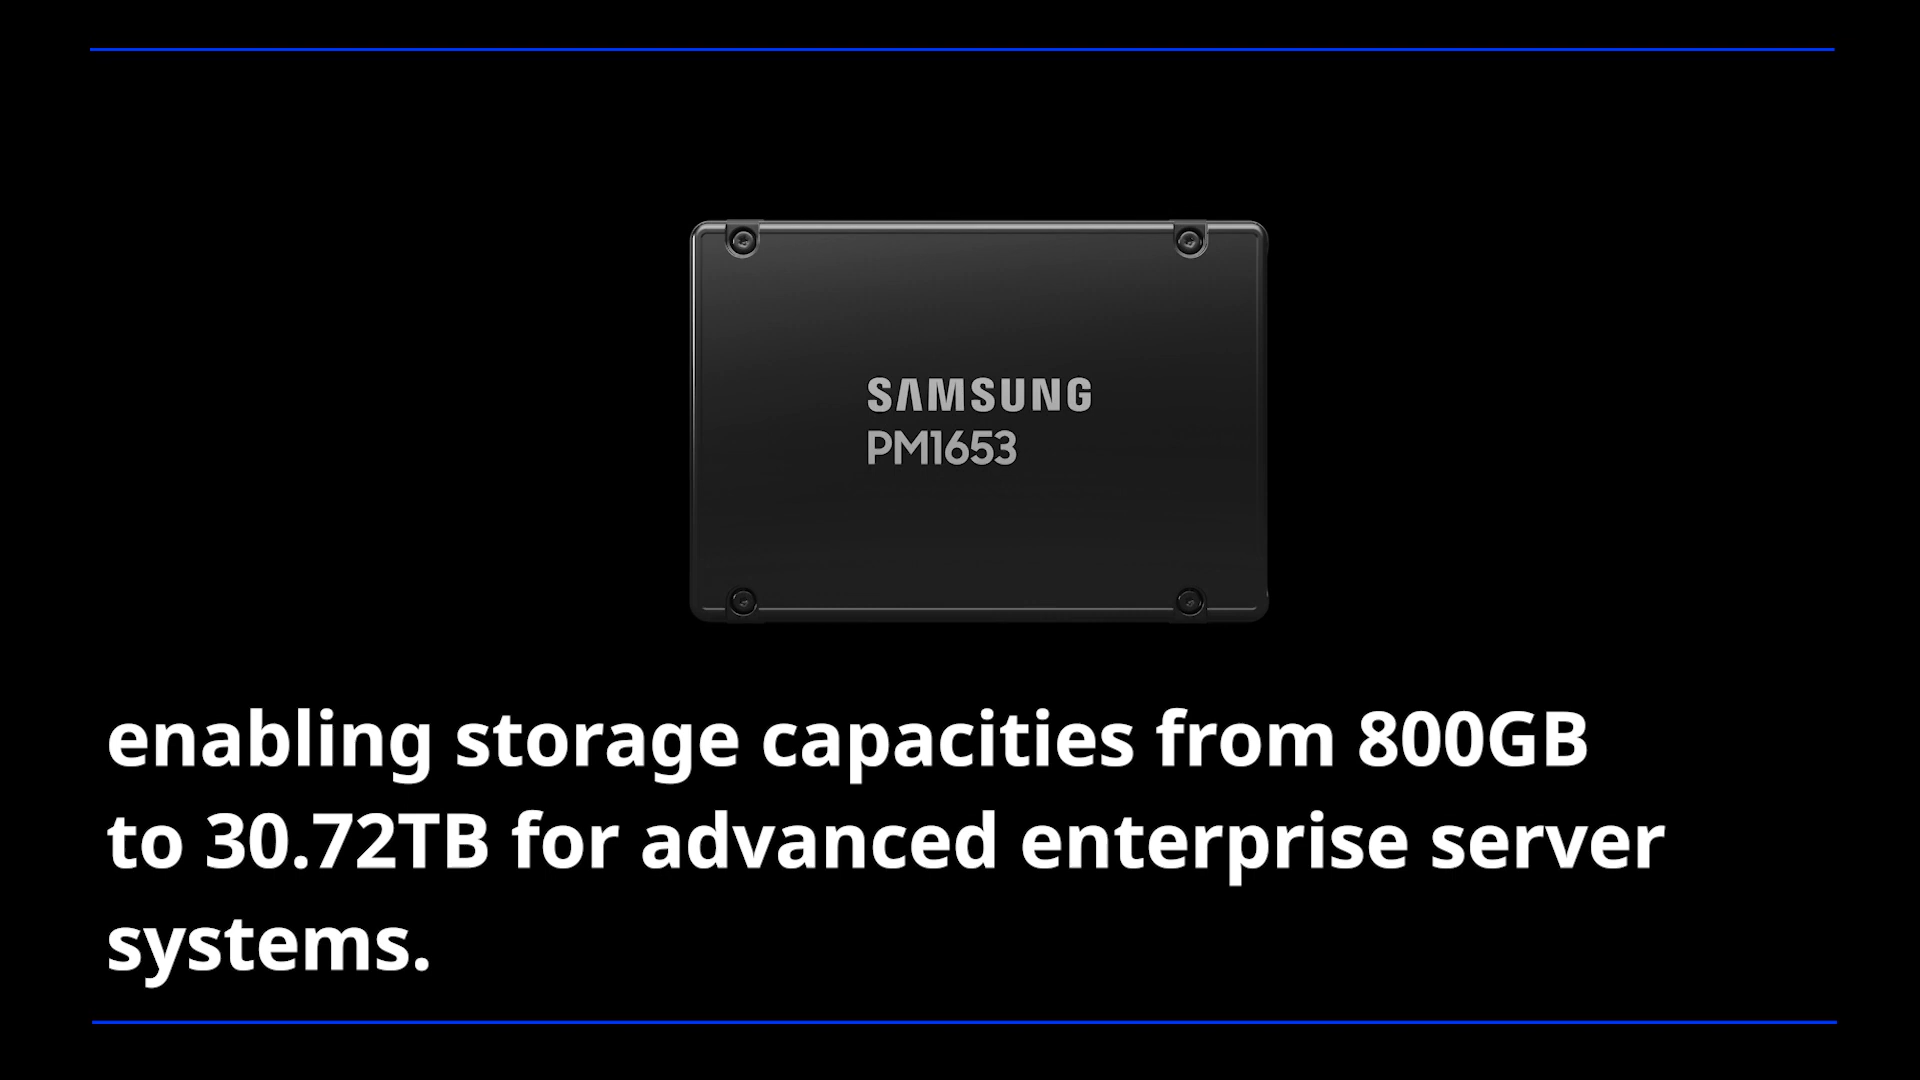 SAMSUNG
PM1653
enabling storage capacities from 800GB
to 30.72TB for advanced enterprise server
systems.